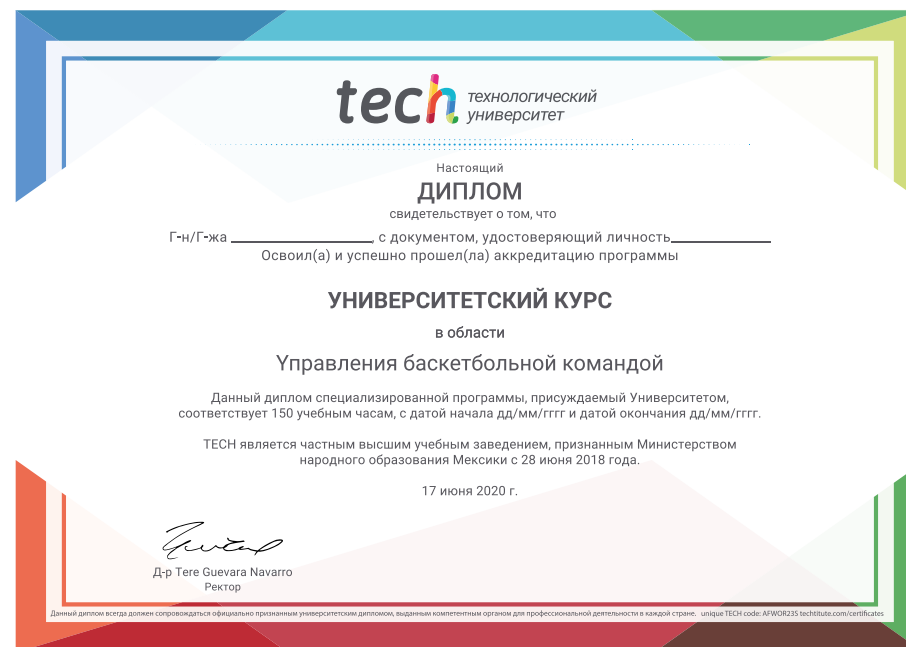 tech технологический
университет
Настоящий
ДИПЛОМ
свидетельствует о том, что
Г-н/Г-жа ____________________, с документом, удостоверяющий личность______________
Освоил(а) и успешно прошел(ла) аккредитацию программы
УНИВЕРСИТЕТСКИЙ КУРС
в области
Управления баскетбольной командой
Данный диплом специализированной программы, присуждаемый Университетом,
соответствует 150 учебным часам, с датой начала дд/мм/гггг и датой окончания дд/мм/гггг.
TECH является частным высшим учебным заведением, признанным Министерством
народного образования Мексики с 28 июня 2018 года.
17 июня 2020 г.
Д-р Tere Guevara Navarro
Ректор
Данный диплом всегда должен сопровождаться официально признанным университетским дипломом, выданным компетентным органом для профессиональной деятельности в каждой стране. unique TECH code: AFWOR23S techtitute.com/certificates